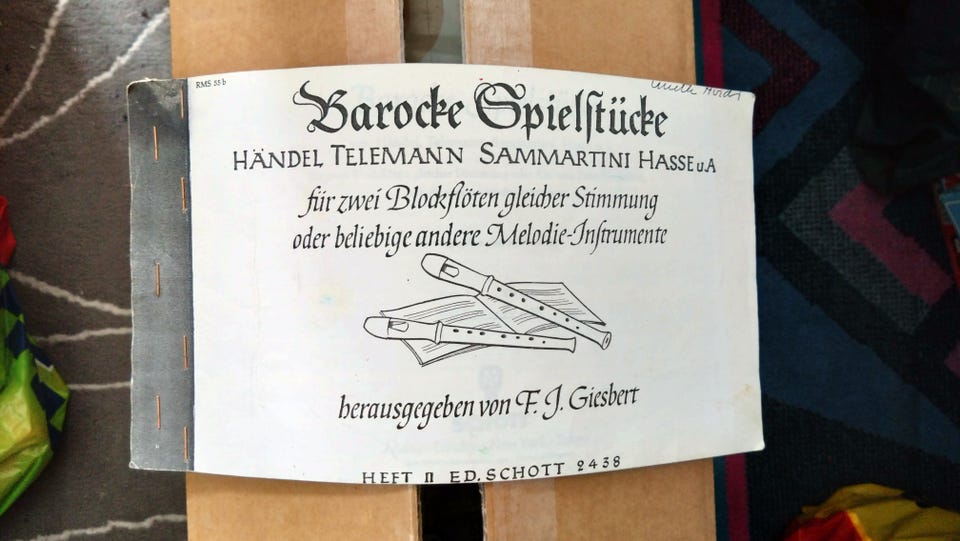 RMS 55 b
Barocke Spielstücke
HÄNDEL TELEMANN SAMMARTINI HASSE u.A
für zwei Blockflöten gleicher Stimmung
oder beliebige andere Melodie-Instrumente
herausgegeben von F. J. Giesbert
HEFT II ED. SCHOTT 2438